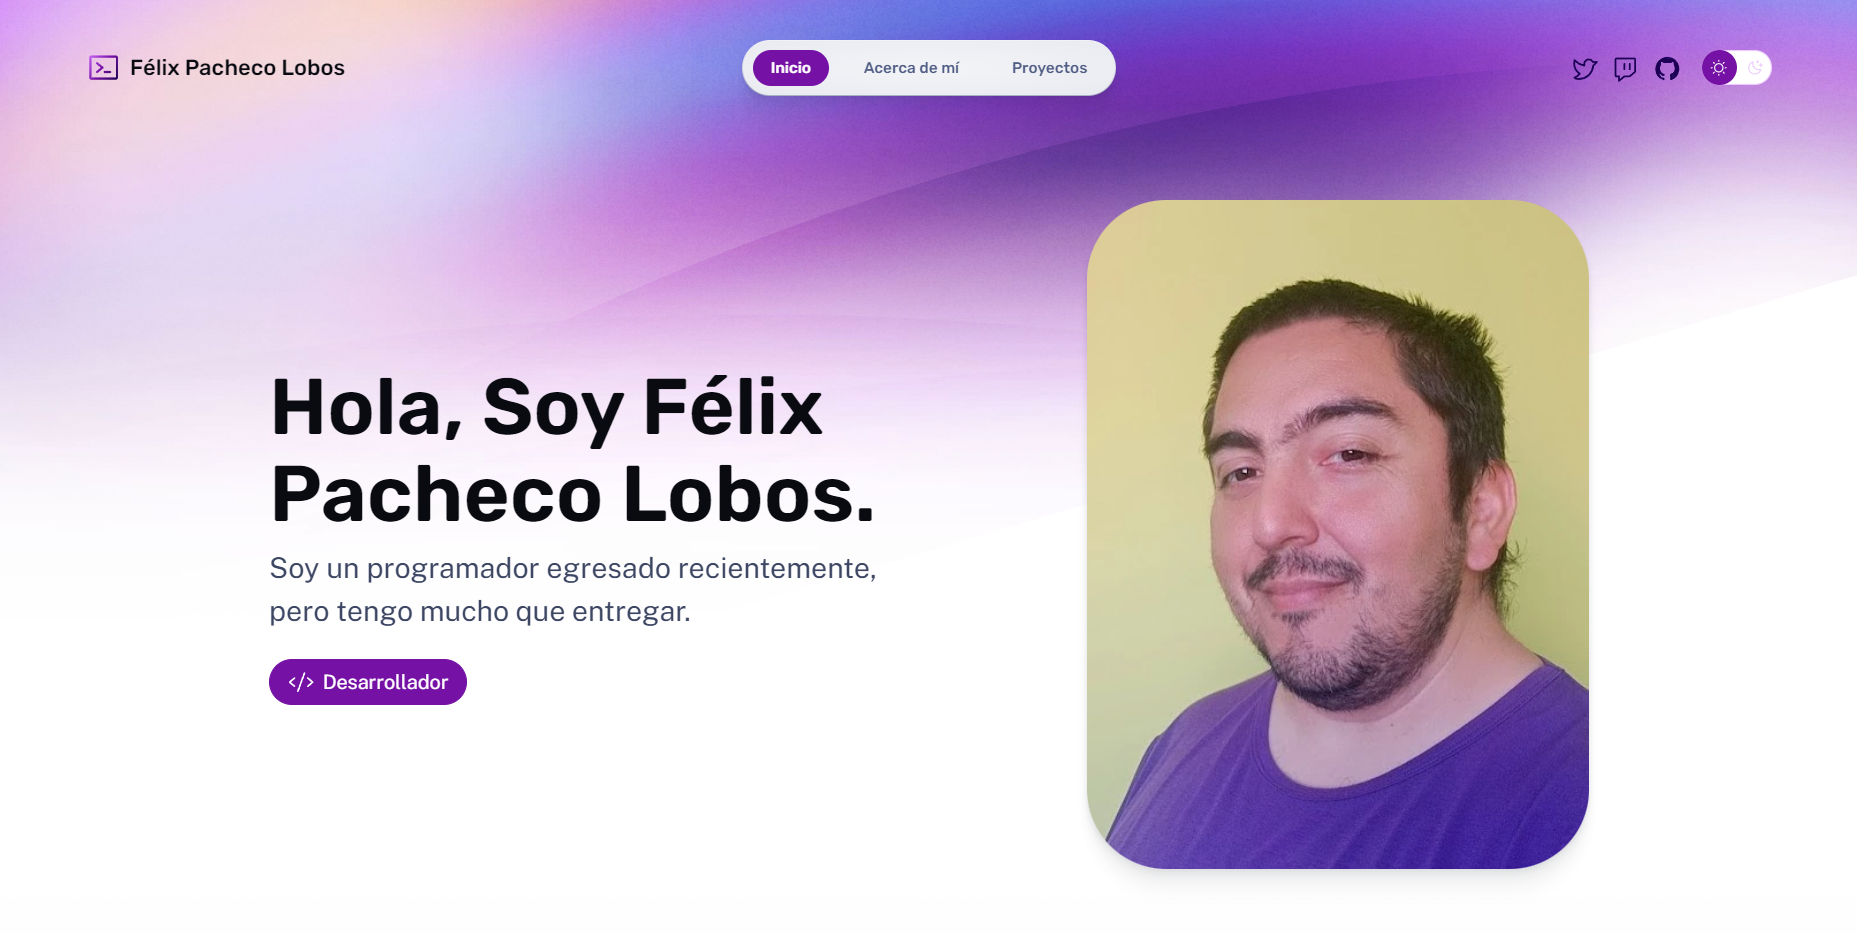 Félix Pacheco Lobos
Inicio
Acerca de mí
Proyectos
Hola, Soy Félix
Pacheco Lobos.
Soy un programador egresado recientemente,
pero tengo mucho que entregar.
</> Desarrollador